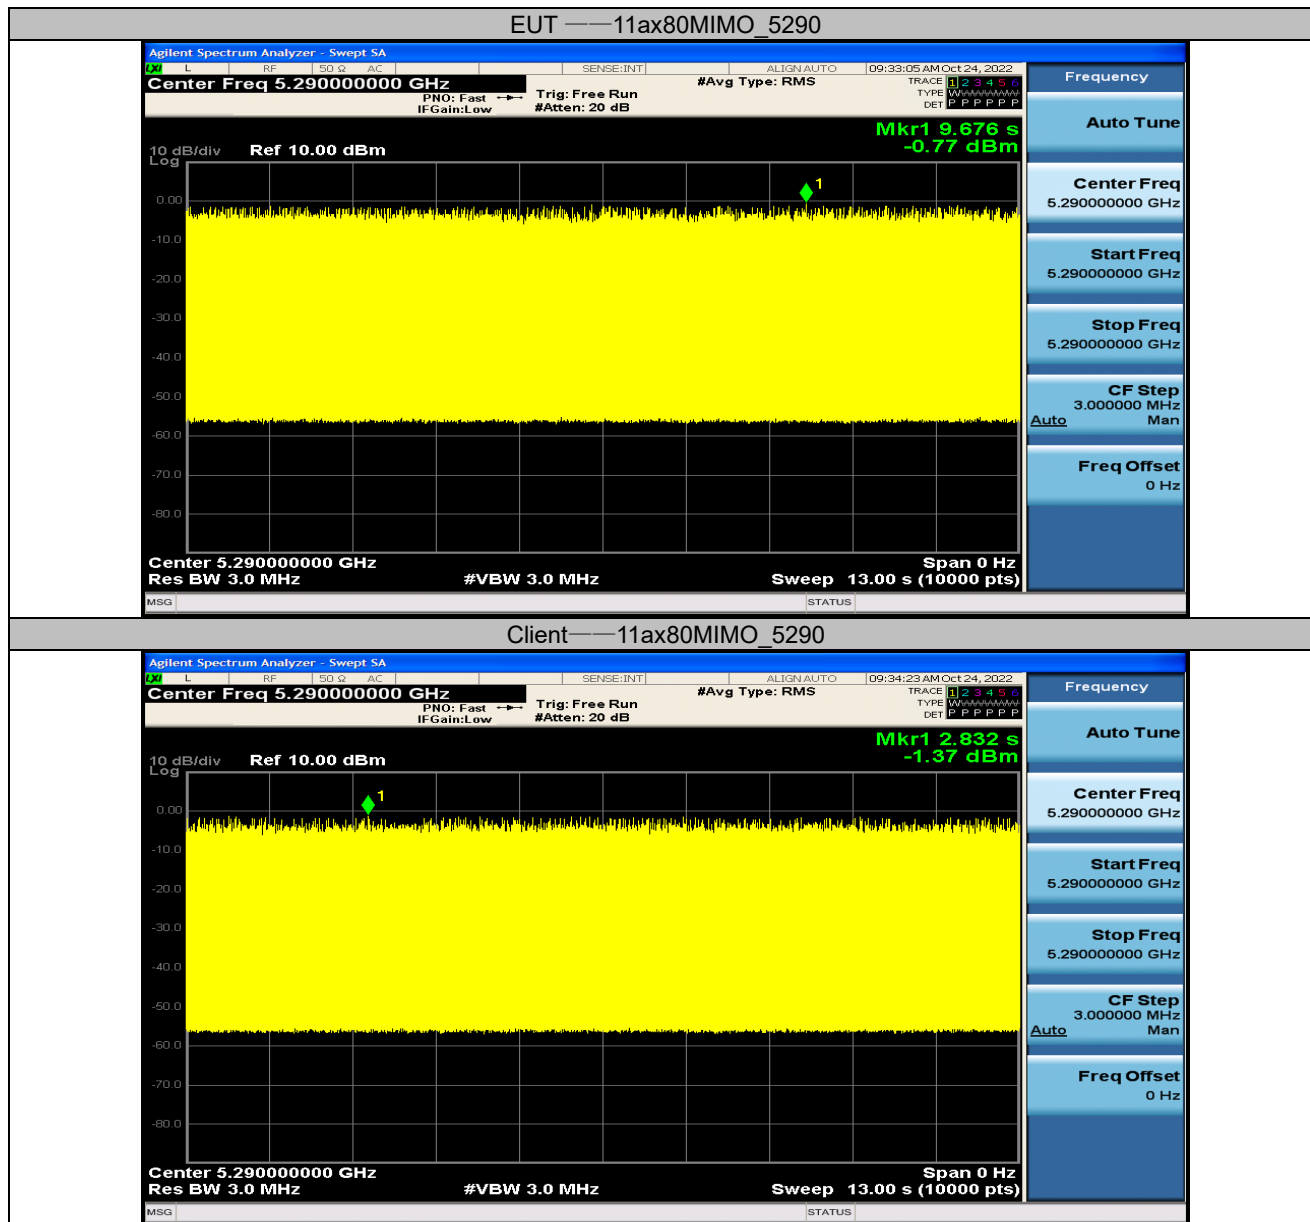 EUT ——11ax80MIMO_5290
Agilent Spectrum Analyzer - Swept SA
LXI L RF 50 Ω AC SENSE:INT ALIGNAUTO 09:33:05 AM Oct 24, 2022
Center Freq 5.290000000 GHz
PNO: Fast
IFGain:Low
Trig: Free Run
#Atten: 20 dB
#Avg Type: RMS
TRACE 1 2 3 4 5 6
TYPE WWWWWW
DET P P P P P P
Mkr1 9.676 s
-0.77 dBm
10 dB/div Ref 10.00 dBm
Log
1
0.00
-10.0
-20.0
-30.0
-40.0
-50.0
-60.0
-70.0
-80.0
Center 5.290000000 GHz Span 0 Hz
Res BW 3.0 MHz #VBW 3.0 MHz Sweep 13.00 s (10000 pts)
MSG STATUS
Frequency
Auto Tune
Center Freq
5.290000000 GHz
Start Freq
5.290000000 GHz
Stop Freq
5.290000000 GHz
CF Step
3.000000 MHz
Auto Man
Freq Offset
0 Hz
Client——11ax80MIMO_5290
Agilent Spectrum Analyzer - Swept SA
LXI L RF 50 Ω AC SENSE:INT ALIGNAUTO 09:34:23 AM Oct 24, 2022
Center Freq 5.290000000 GHz
PNO: Fast
IFGain:Low
Trig: Free Run
#Atten: 20 dB
#Avg Type: RMS
TRACE 1 2 3 4 5 6
TYPE WWWWWW
DET P P P P P P
Mkr1 2.832 s
-1.37 dBm
10 dB/div Ref 10.00 dBm
Log
1
0.00
-10.0
-20.0
-30.0
-40.0
-50.0
-60.0
-70.0
-80.0
Center 5.290000000 GHz Span 0 Hz
Res BW 3.0 MHz #VBW 3.0 MHz Sweep 13.00 s (10000 pts)
MSG STATUS
Frequency
Auto Tune
Center Freq
5.290000000 GHz
Start Freq
5.290000000 GHz
Stop Freq
5.290000000 GHz
CF Step
3.000000 MHz
Auto Man
Freq Offset
0 Hz